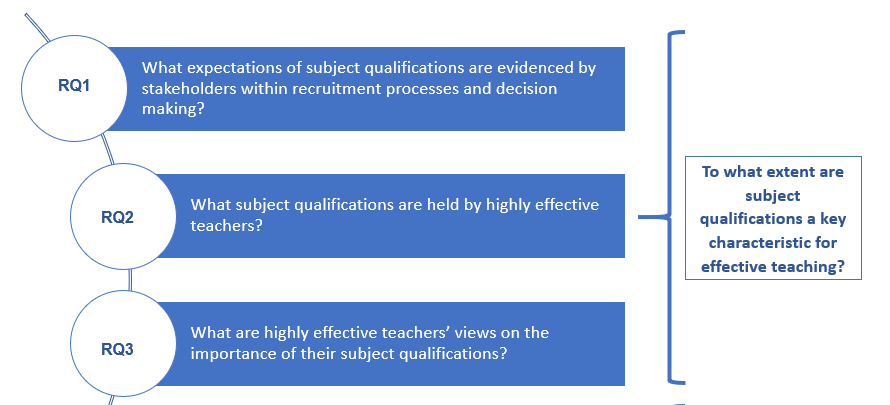 RQ1
What expectations of subject qualifications are evidenced by
stakeholders within recruitment processes and decision
making?
RQ2
What subject qualifications are held by highly effective
teachers?
RQ3
What are highly effective teachers’ views on the
importance of their subject qualifications?
To what extent are
subject
qualifications a key
characteristic for
effective teaching?